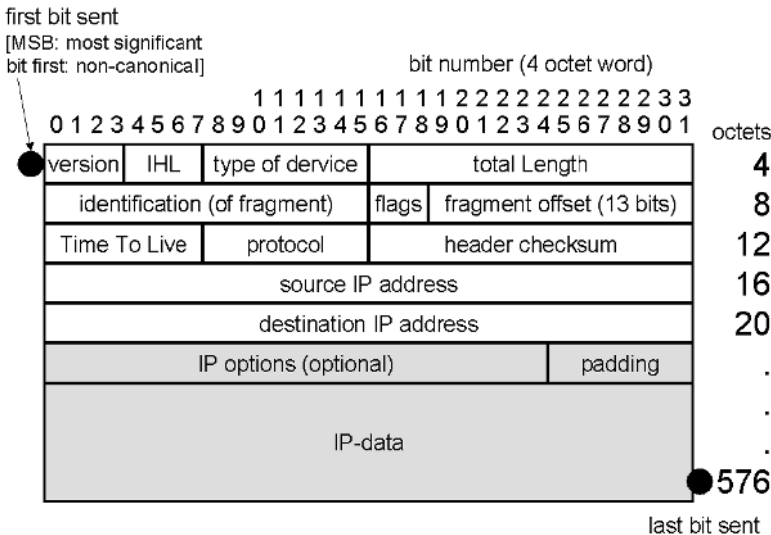 first bit sent
[MSB: most significant
bit first: non-canonical]
bit number (4 octet word)
1 1 1 1 1 1 1 1 1 1 2 2 2 2 2 2 2 2 2 2 3 3
0 1 2 3 4 5 6 7 8 9 0 1 2 3 4 5 6 7 8 9 0 1 2 3 4 5 6 7 8 9 0 1
octets
version IHL type of dervice total Length 4
identification (of fragment) flags fragment offset (13 bits) 8
Time To Live protocol header checksum 12
source IP address 16
destination IP address 20
IP options (optional) padding .
.
IP-data .
576
last bit sent